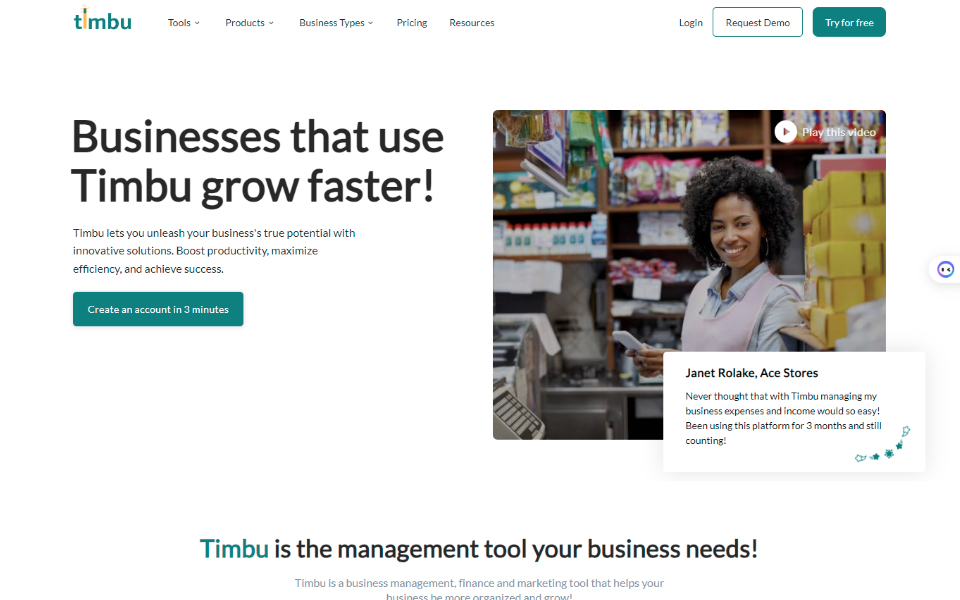 timbu
Tools
Products
Business Types
Pricing
Resources
Login
Request Demo
Try for free
Businesses that use
Timbu grow faster!
Timbu lets you unleash your business's true potential with
innovative solutions. Boost productivity, maximize
efficiency, and achieve success.
Create an account in 3 minutes
Play this video
Janet Rolake, Ace Stores
Never thought that with Timbu managing my
business expenses and income would so easy!
Been using this platform for 3 months and still
counting!
Timbu is the management tool your business needs!
Timbu is a business management, finance and marketing tool that helps your
business be more organized and grow!